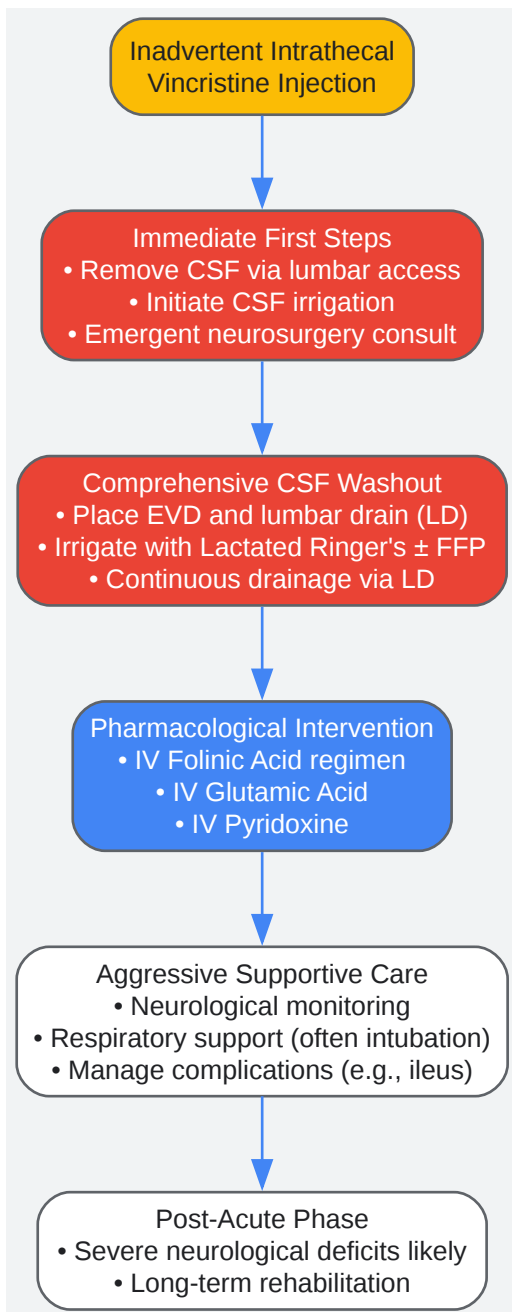 Inadvertent Intrathecal
Vincristine Injection
Immediate First Steps
• Remove CSF via lumbar access
• Initiate CSF irrigation
• Emergent neurosurgery consult
Comprehensive CSF Washout
• Place EVD and lumbar drain (LD)
• Irrigate with Lactated Ringer's ± FFP
• Continuous drainage via LD
Pharmacological Intervention
• IV Folinic Acid regimen
• IV Glutamic Acid
• IV Pyridoxine
Aggressive Supportive Care
• Neurological monitoring
• Respiratory support (often intubation)
• Manage complications (e.g., ileus)
Post-Acute Phase
• Severe neurological deficits likely
• Long-term rehabilitation